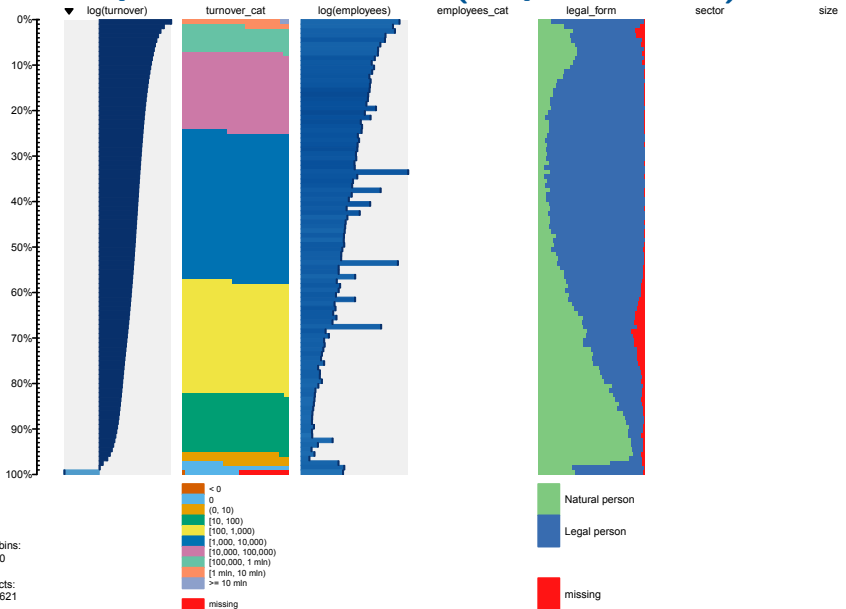 log(turnover) turnover_cat log(employees) employees_cat legal_form sector size
0%
10%
20%
30%
40%
50%
60%
70%
80%
90%
100%
< 0
0
(0, 10)
[10, 100)
[100, 1,000)
[1,000, 10,000)
[10,000, 100,000)
[100,000, 1 mln)
[1 mln, 10 mln)
>= 10 mln
missing
Natural person
Legal person
missing
bins:
0
cts:
621